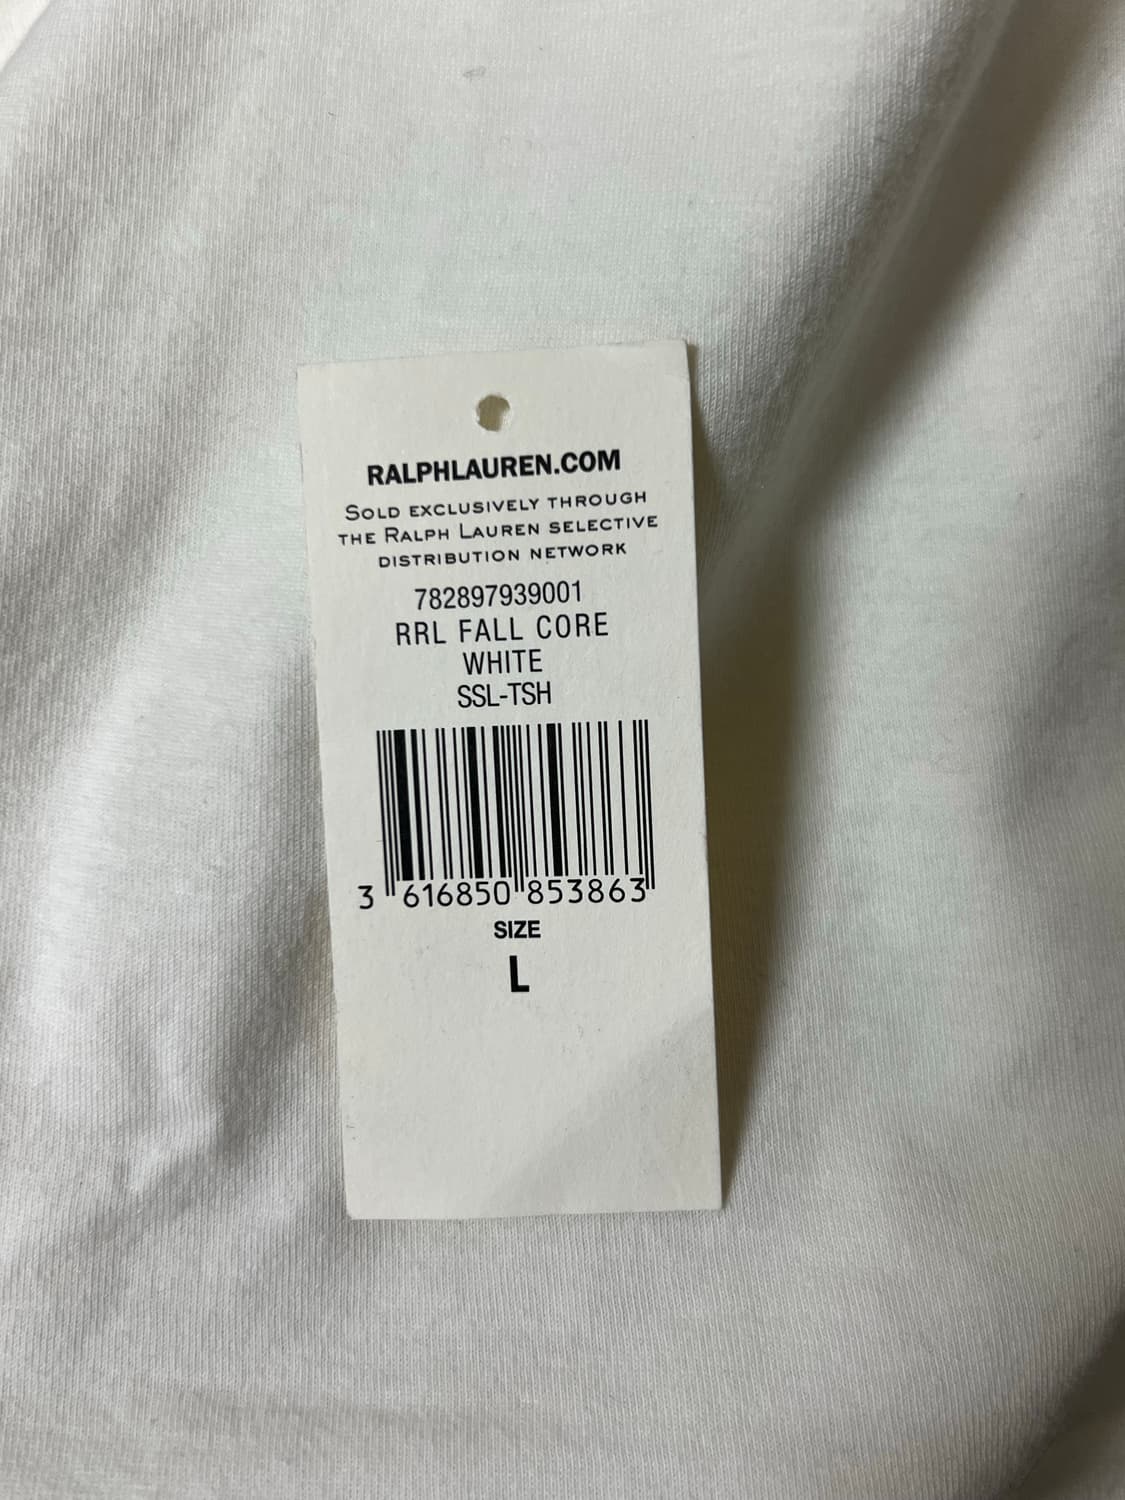 RALPHLAUREN.COM
SOLD EXCLUSIVELY THROUGH
THE RALPH LAUREN SELECTIVE
DISTRIBUTION NETWORK
782897939001
RRL FALL CORE
WHITE
SSL-TSH
3 616850 853863
SIZE
L